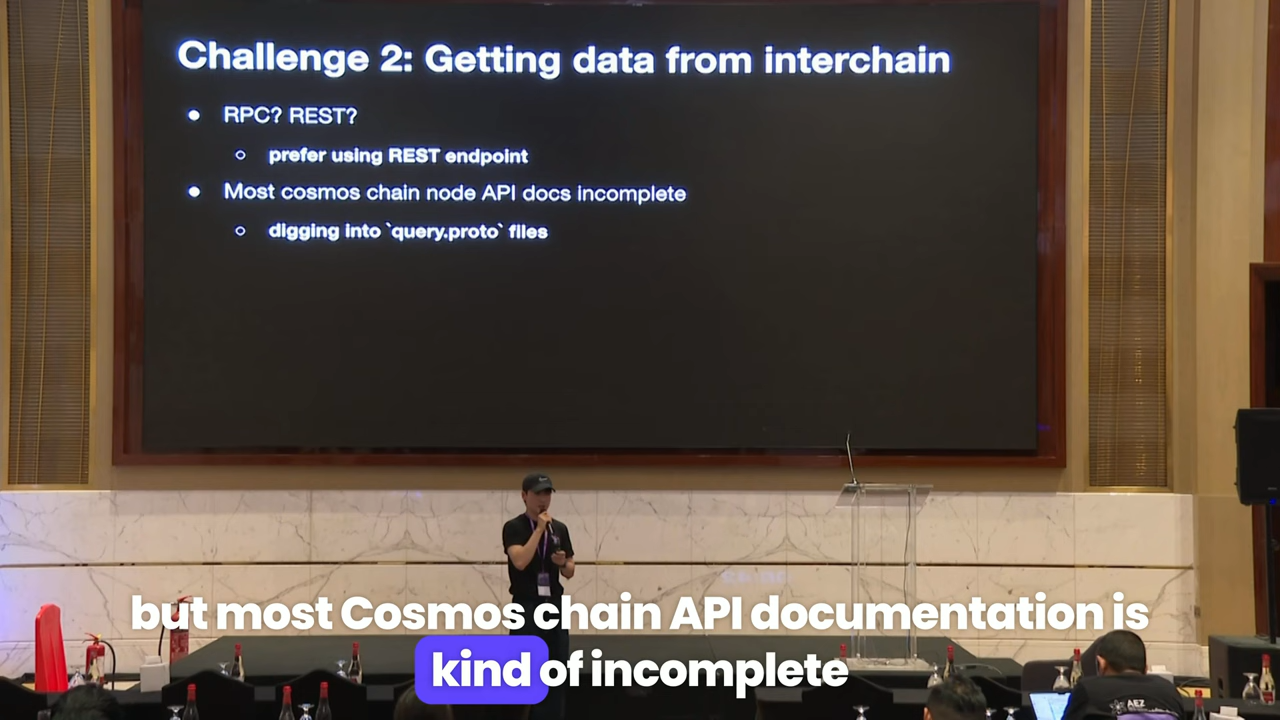 Challenge 2: Getting data from interchain
● RPC? REST?
○ prefer using REST endpoint
● Most cosmos chain node API docs incomplete
○ digging into `query.proto` files
but most Cosmos chain API documentation is
kind of incomplete
AEZ